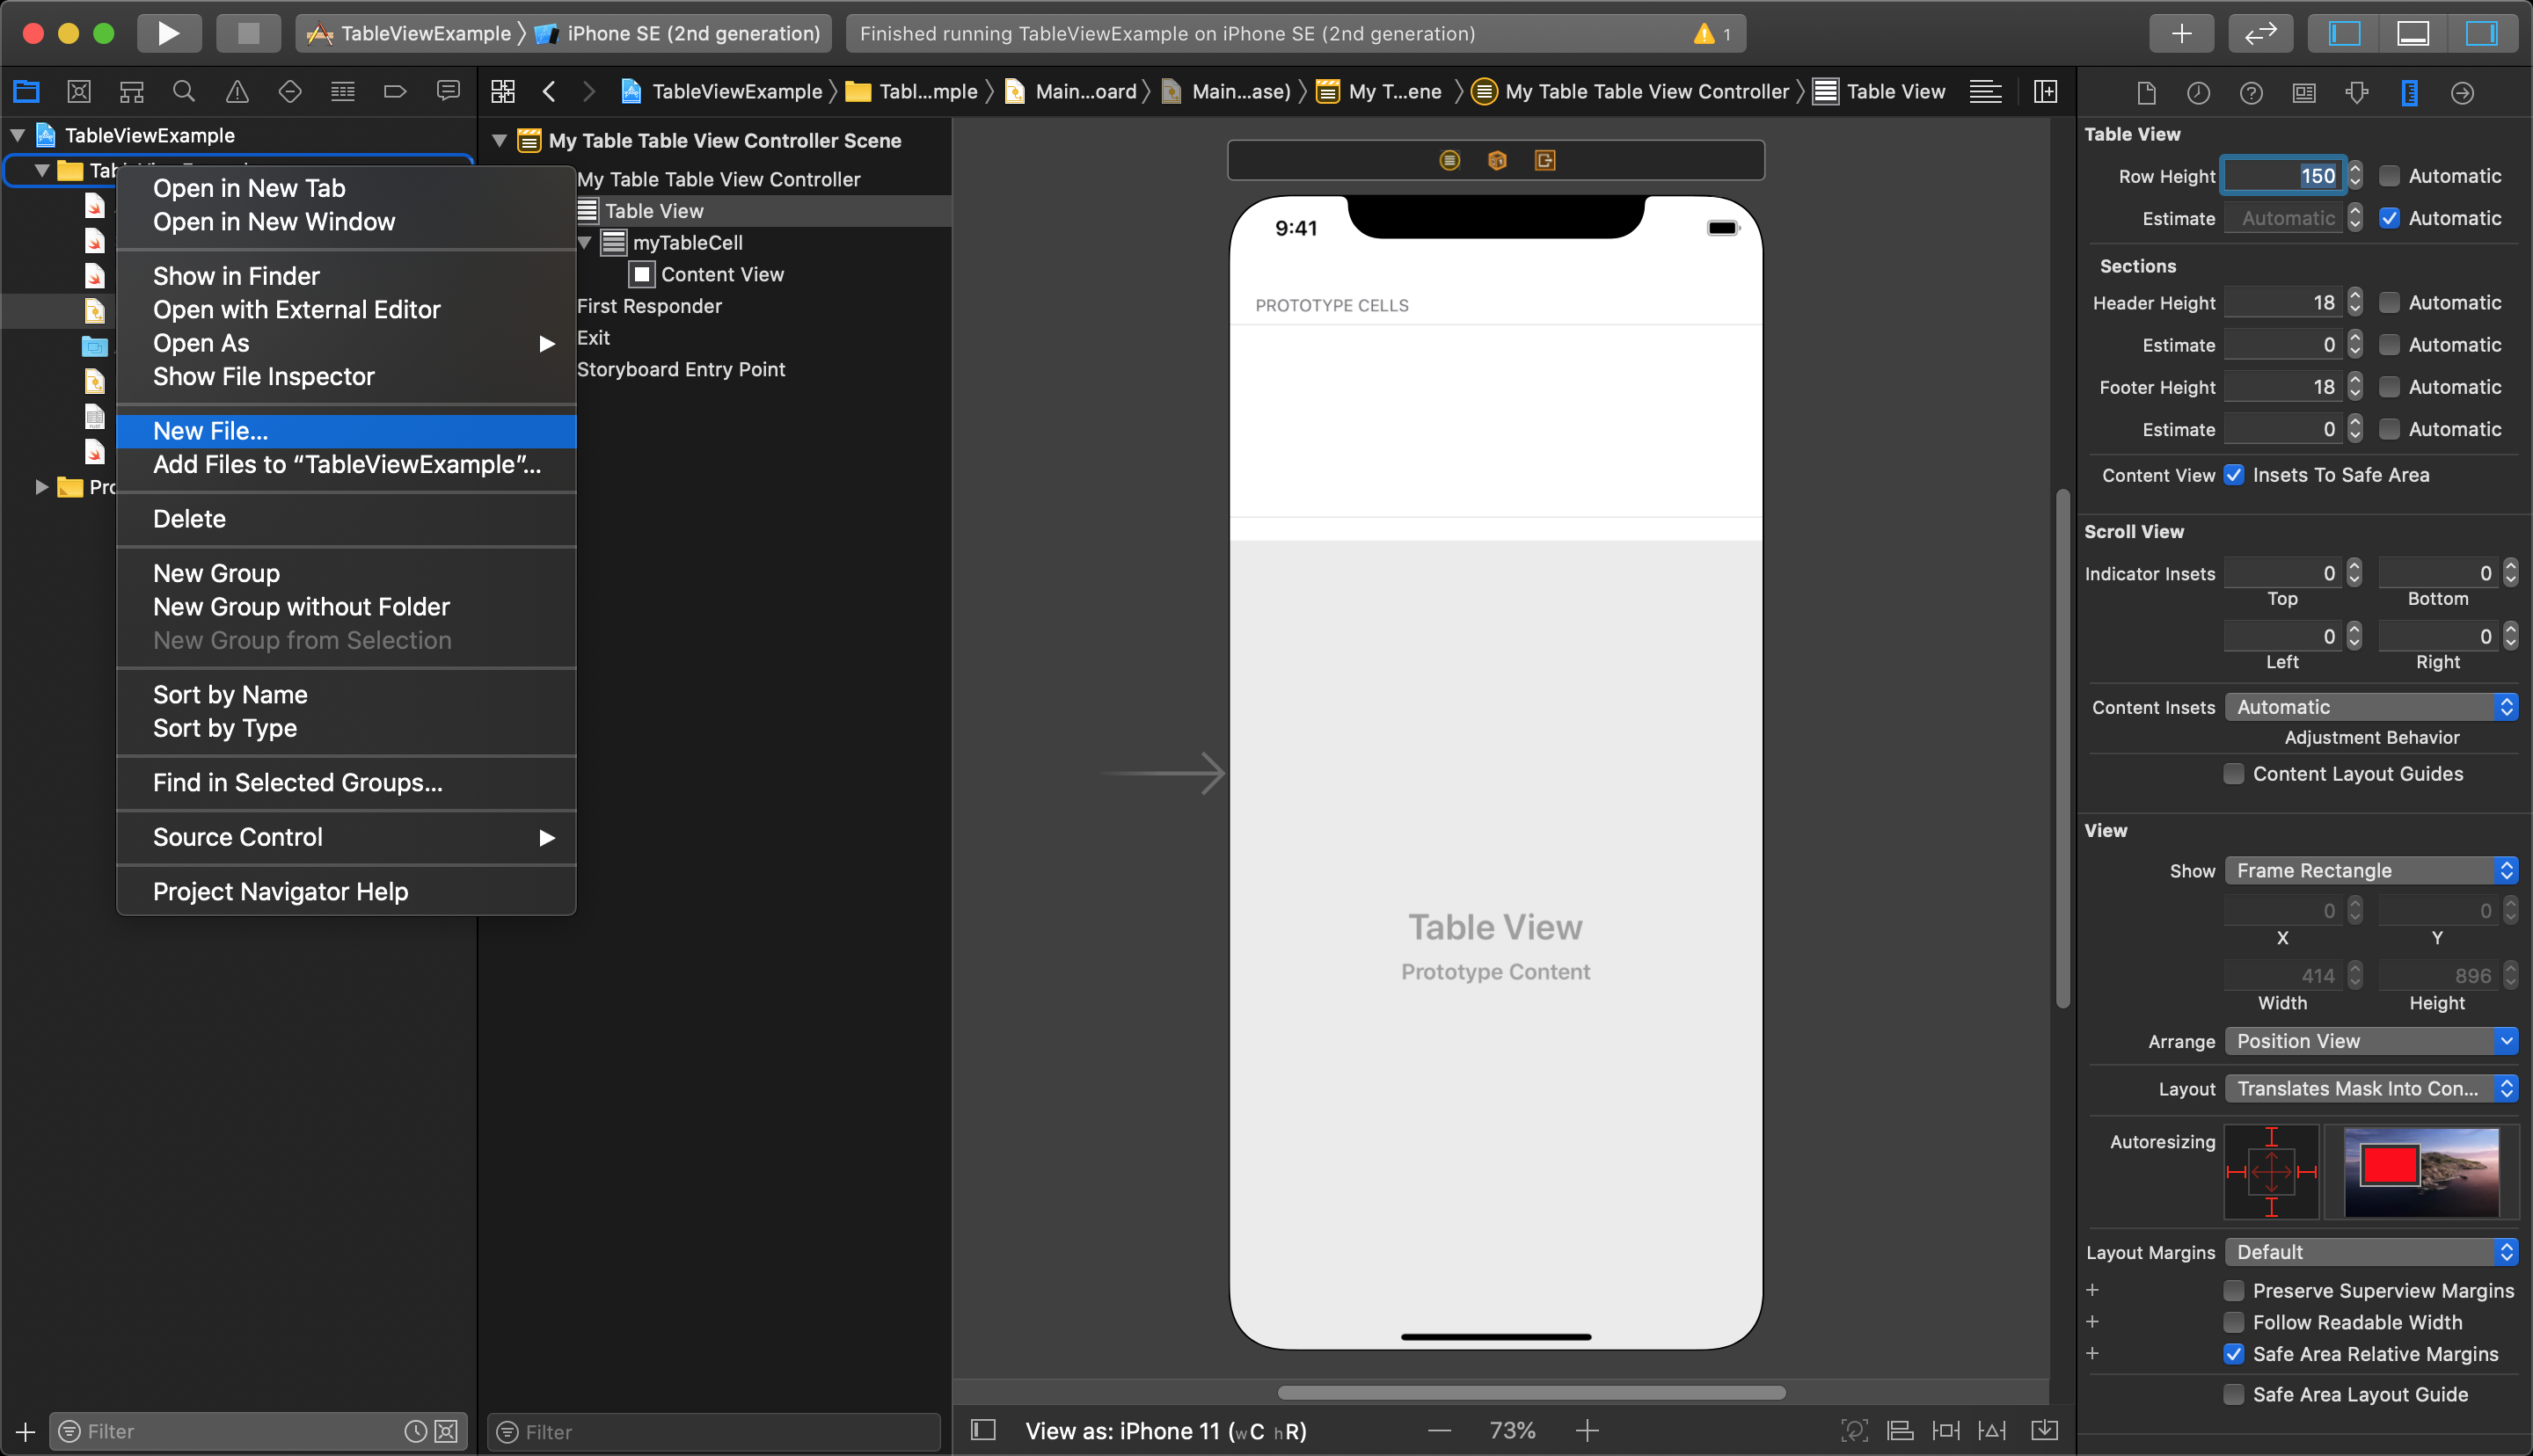 TableViewExample
iPhone SE (2nd generation)
Finished running TableViewExample on iPhone SE (2nd generation)
1
TableViewExample
Tabl...mple
Main...oard
Main...ase)
My T...ene
My Table Table View Controller
Table View
TableViewExample
Open in New Tab
Open in New Window
Show in Finder
Open with External Editor
Open As
Show File Inspector
New File...
Add Files to “TableViewExample”...
Delete
New Group
New Group without Folder
New Group from Selection
Sort by Name
Sort by Type
Find in Selected Groups...
Source Control
Project Navigator Help
Filter
My Table Table View Controller Scene
My Table Table View Controller
Table View
myTableCell
Content View
First Responder
Exit
Storyboard Entry Point
Filter
9:41
PROTOTYPE CELLS
Table View
Prototype Content
View as: iPhone 11 (wC hR)
73%
Table View
Row Height 150 Automatic
Estimate Automatic Automatic
Sections
Header Height 18 Automatic
Estimate 0 Automatic
Footer Height 18 Automatic
Estimate 0 Automatic
Content View Insets To Safe Area
Scroll View
Indicator Insets 0 0
Top Bottom
0 0
Left Right
Content Insets Automatic
Adjustment Behavior
Content Layout Guides
View
Show Frame Rectangle
0 0
X Y
414 896
Width Height
Arrange Position View
Layout Translates Mask Into Con...
Autoresizing
Layout Margins Default
Preserve Superview Margins
Follow Readable Width
Safe Area Relative Margins
Safe Area Layout Guide